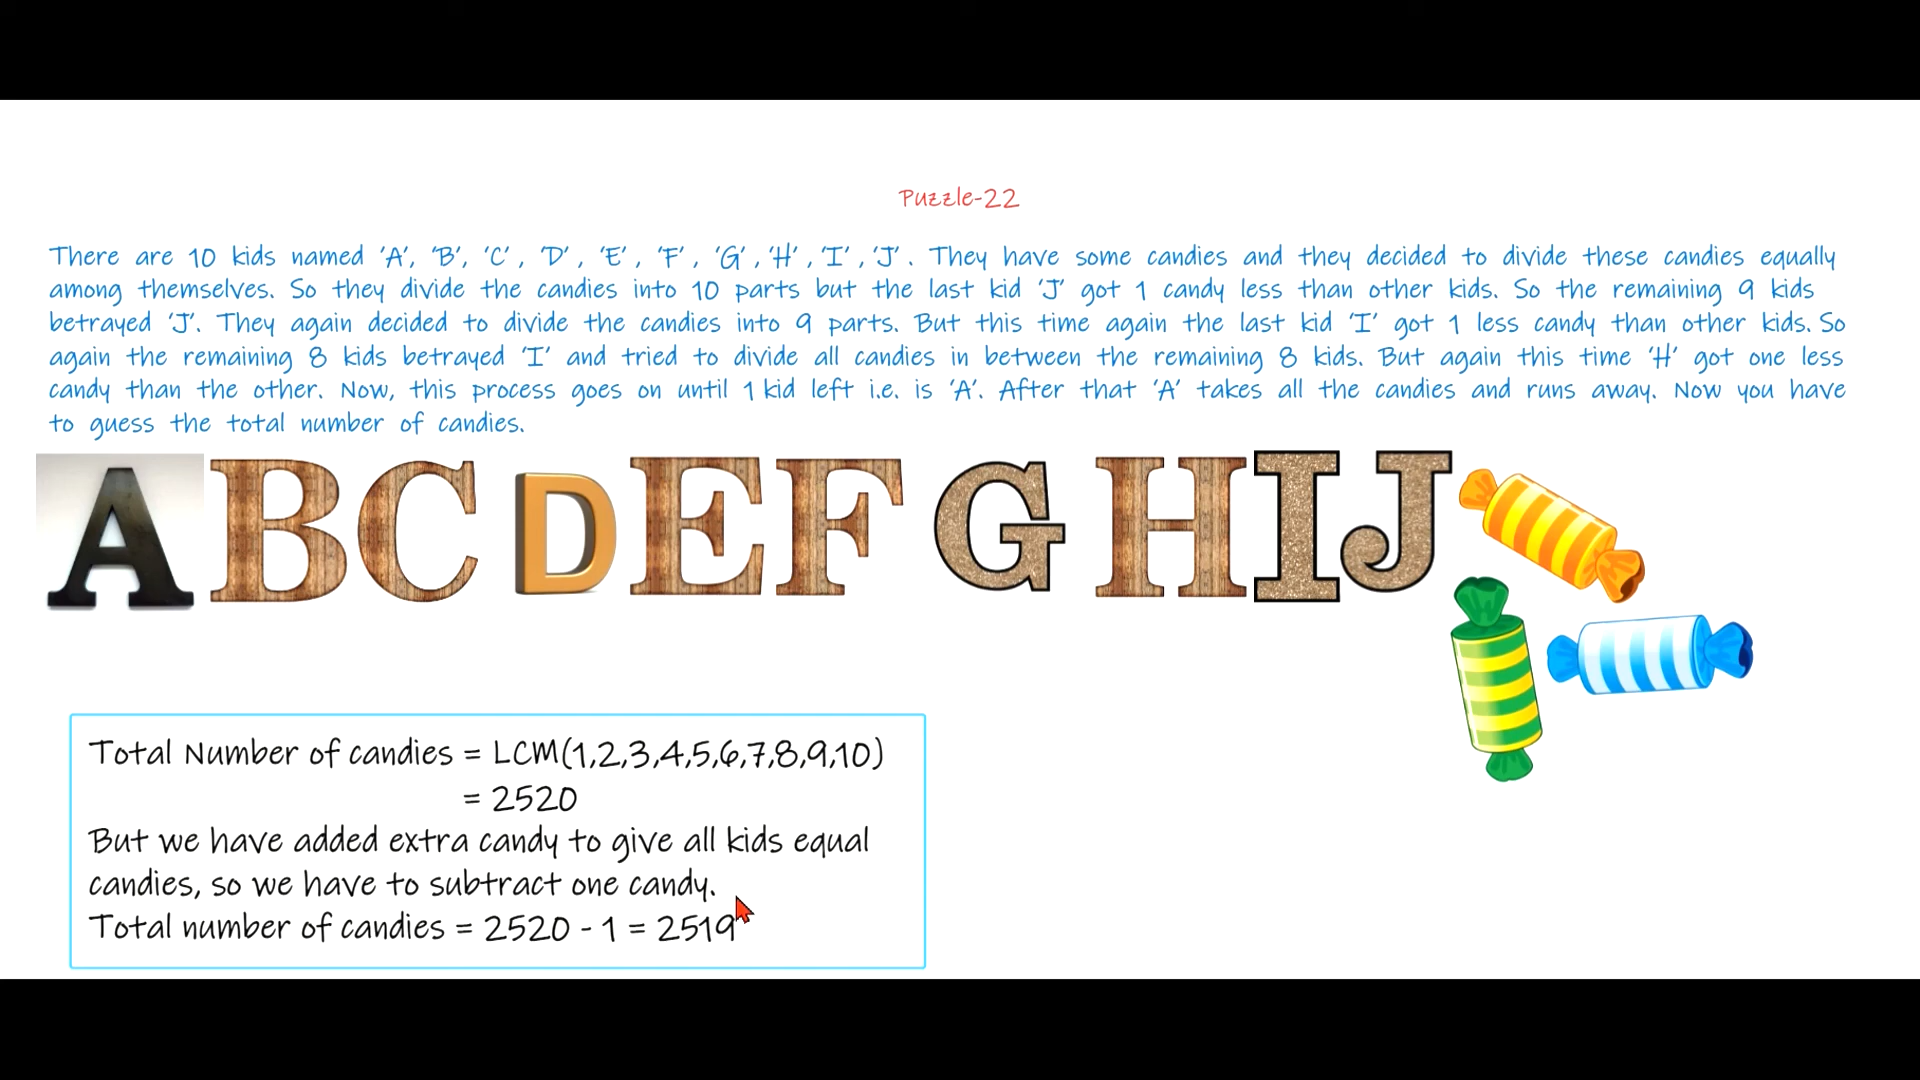 Puzzle-22
There are 10 kids named 'A', 'B', 'C', 'D', 'E', 'F', 'G','H','I','J'. They have some candies and they decided to divide these candies equally
among themselves. So they divide the candies into 10 parts but the last kid 'J' got 1 candy less than other kids. So the remaining 9 kids
betrayed 'J'. They again decided to divide the candies into 9 parts. But this time again the last kid 'I' got 1 less candy than other kids. So
again the remaining 8 kids betrayed 'I' and tried to divide all candies in between the remaining 8 kids. But again this time 'H' got one less
candy than the other. Now, this process goes on until 1 kid left i.e. is 'A'. After that 'A' takes all the candies and runs away. Now you have
to guess the total number of candies.
A B C D E F G H I J
Total Number of candies = LCM(1,2,3,4,5,6,7,8,9,10)
= 2520
But we have added extra candy to give all kids equal
candies, so we have to subtract one candy.
Total number of candies = 2520 - 1 = 2519